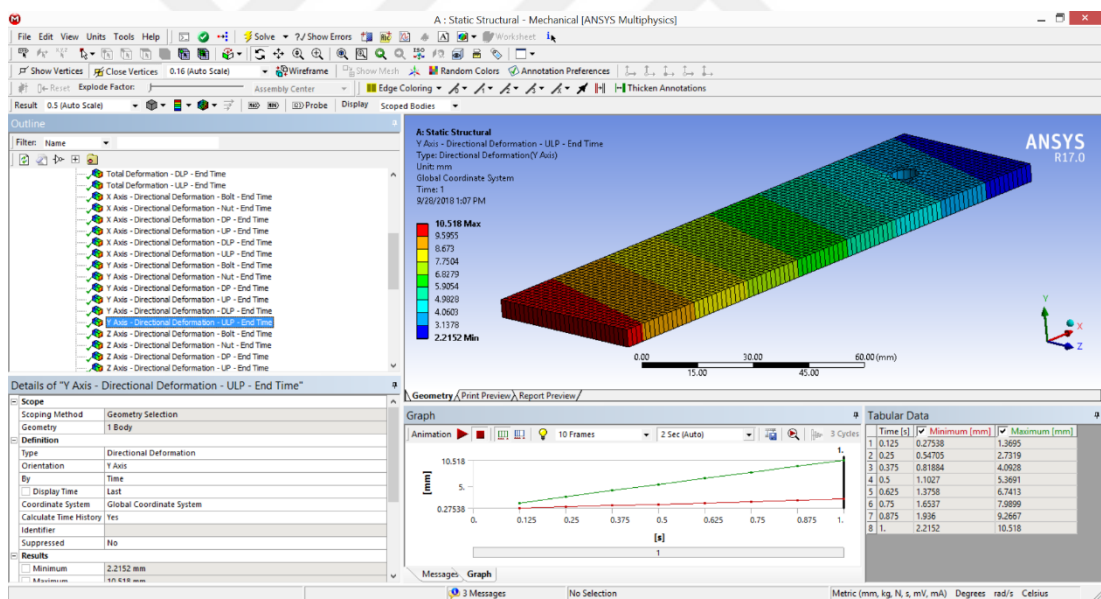 A : Static Structural - Mechanical [ANSYS Multiphysics]
File Edit View Units Tools Help Solve ?/ Show Errors Worksheet
Show Vertices Close Vertices 0.16 (Auto Scale) Wireframe Show Mesh Random Colors Annotation Preferences
Reset Explode Factor: Assembly Center Edge Coloring Thicken Annotations
Result 0.5 (Auto Scale) Probe Display Scoped Bodies
Outline
Filter: Name
Total Deformation - DLP - End Time
Total Deformation - ULP - End Time
X Axis - Directional Deformation - Bolt - End Time
X Axis - Directional Deformation - Nut - End Time
X Axis - Directional Deformation - DP - End Time
X Axis - Directional Deformation - UP - End Time
X Axis - Directional Deformation - DLP - End Time
X Axis - Directional Deformation - ULP - End Time
Y Axis - Directional Deformation - Bolt - End Time
Y Axis - Directional Deformation - Nut - End Time
Y Axis - Directional Deformation - DP - End Time
Y Axis - Directional Deformation - UP - End Time
Y Axis - Directional Deformation - DLP - End Time
Y Axis - Directional Deformation - ULP - End Time
Z Axis - Directional Deformation - Bolt - End Time
Z Axis - Directional Deformation - Nut - End Time
Z Axis - Directional Deformation - DP - End Time
Z Axis - Directional Deformation - UP - End Time
Details of "Y Axis - Directional Deformation - ULP - End Time"
Scope
Scoping Method Geometry Selection
Geometry 1 Body
Definition
Type Directional Deformation
Orientation Y Axis
By Time
Display Time Last
Coordinate System Global Coordinate System
Calculate Time History Yes
Identifier
Suppressed No
Results
Minimum 2.2152 mm
Maximum 10.518 mm
A: Static Structural
Y Axis - Directional Deformation - ULP - End Time
Type: Directional Deformation(Y Axis)
Unit: mm
Global Coordinate System
Time: 1
9/28/2018 1:07 PM
10.518 Max
9.5955
8.673
7.7504
6.8279
5.9054
4.9828
4.0603
3.1378
2.2152 Min
ANSYS
R17.0
Y
X
Z
0.00 30.00 60.00 (mm)
15.00 45.00
Geometry Print Preview Report Preview
Graph
Animation 10 Frames 2 Sec (Auto) 3 Cycles
1.
10.518
5.
0.27538
[mm]
0. 0.125 0.25 0.375 0.5 0.625 0.75 0.875 1.
[s]
1
Messages Graph
Tabular Data
Time [s] Minimum [mm] Maximum [mm]
1 0.125 0.27538 1.3695
2 0.25 0.54705 2.7319
3 0.375 0.81884 4.0928
4 0.5 1.1027 5.3691
5 0.625 1.3758 6.7413
6 0.75 1.6537 7.9899
7 0.875 1.936 9.2667
8 1. 2.2152 10.518
3 Messages No Selection Metric (mm, kg, N, s, mV, mA) Degrees rad/s Celsius